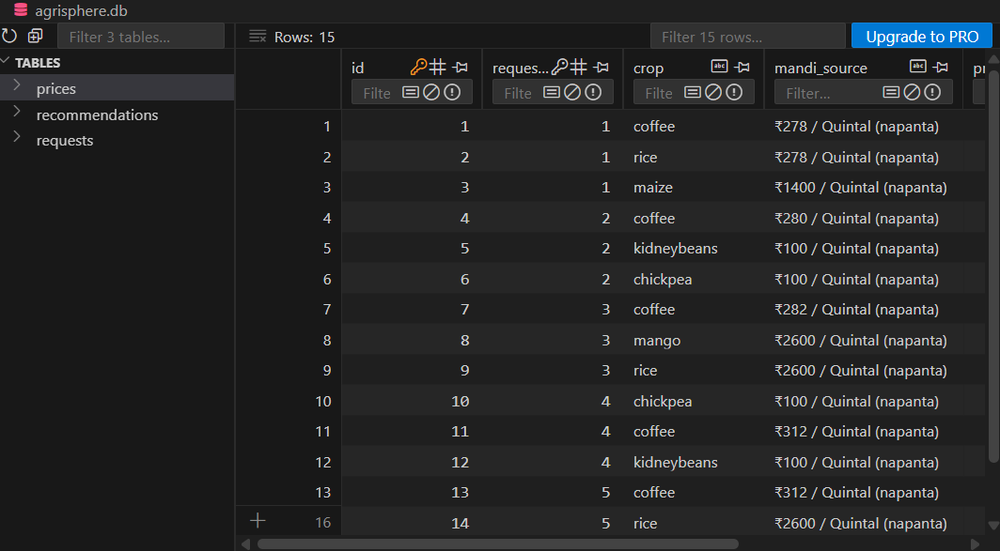 agrisphere.db
Filter 3 tables...
Rows: 15
Filter 15 rows...
Upgrade to PRO
TABLES
prices
recommendations
requests
id reques... crop abc mandi_source abc pr
Filte Filte Filte Filter...
1 1 1 coffee ₹278 / Quintal (napanta)
2 2 1 rice ₹278 / Quintal (napanta)
3 3 1 maize ₹1400 / Quintal (napanta)
4 4 2 coffee ₹280 / Quintal (napanta)
5 5 2 kidneybeans ₹100 / Quintal (napanta)
6 6 2 chickpea ₹100 / Quintal (napanta)
7 7 3 coffee ₹282 / Quintal (napanta)
8 8 3 mango ₹2600 / Quintal (napanta)
9 9 3 rice ₹2600 / Quintal (napanta)
10 10 4 chickpea ₹100 / Quintal (napanta)
11 11 4 coffee ₹312 / Quintal (napanta)
12 12 4 kidneybeans ₹100 / Quintal (napanta)
13 13 5 coffee ₹312 / Quintal (napanta)
16 14 5 rice ₹2600 / Quintal (napanta)